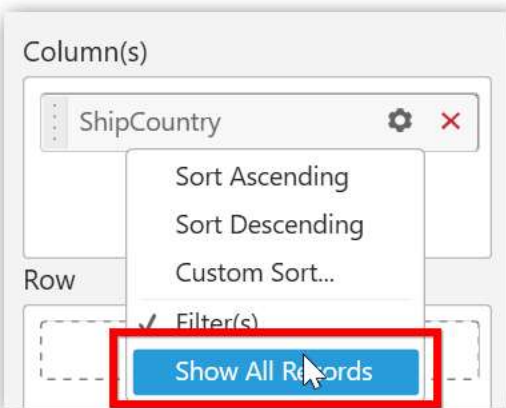 Column(s)
ShipCountry
Sort Ascending
Sort Descending
Custom Sort...
Row
Filter(s)
Show All Records